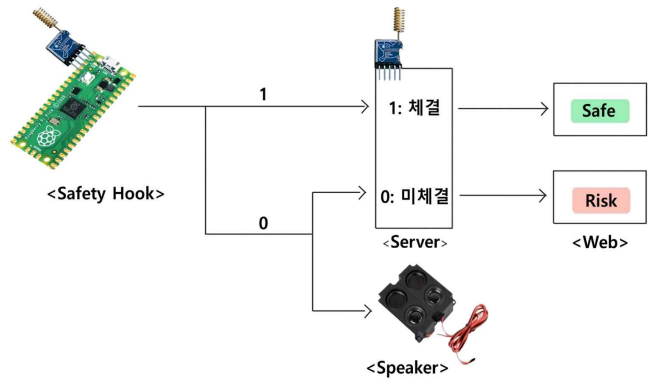 1
1: 체결
Safe
<Safety Hook>
0: 미체결
Risk
0
<Server>
<Web>
<Speaker>